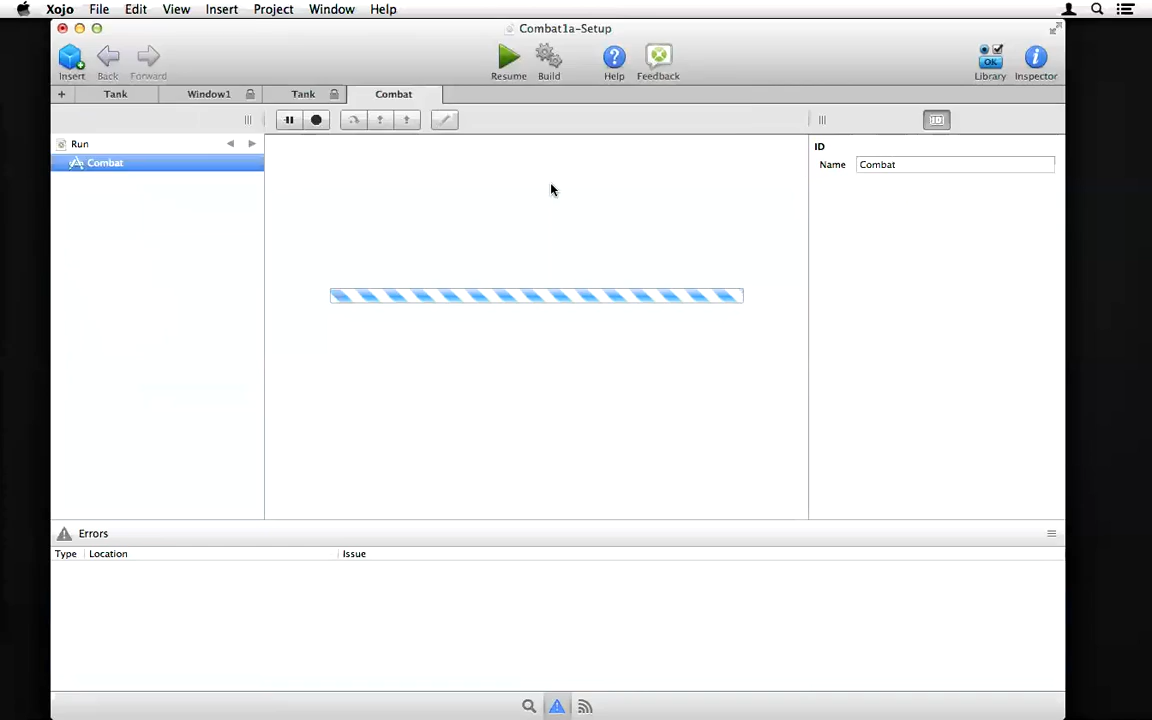 Xojo File Edit View Insert Project Window Help
Combat1a-Setup
Insert Back Forward Resume Build Help Feedback OK Library Inspector
+ Tank Window1 Tank Combat
Run
ID
Combat
Name Combat
Errors
Type Location Issue